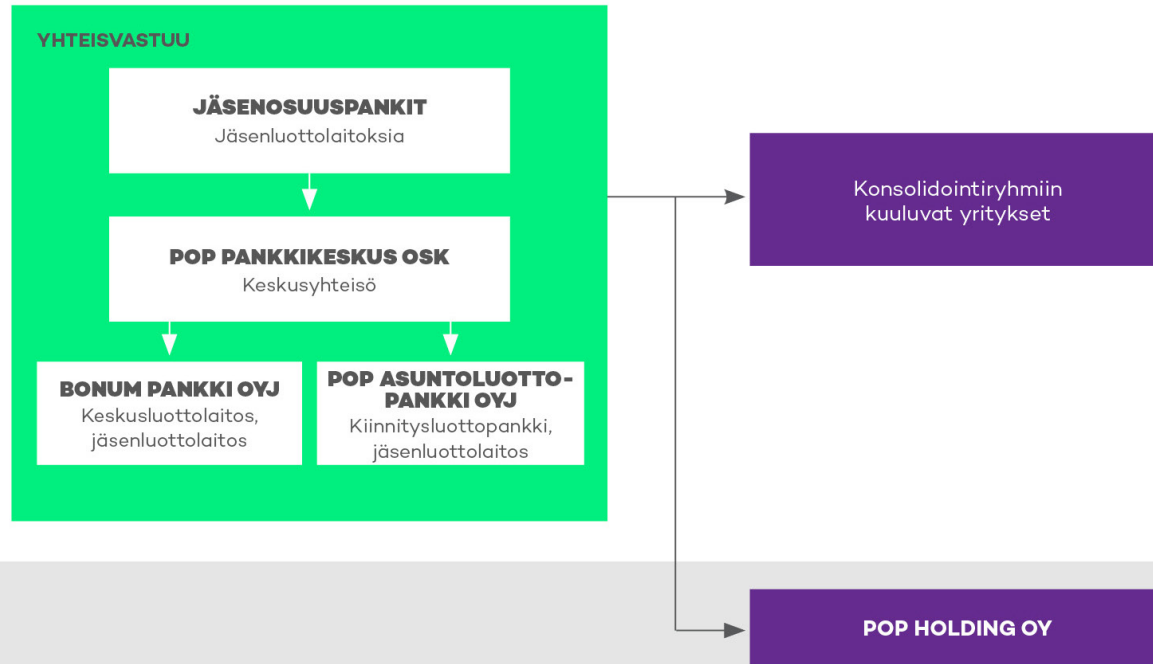 YHTEISVASTUU
JÄSENOSUUSPANKIT
Jäsenluottolaitoksia
POP PANKKIKESKUS OSK
Keskusyhteisö
BONUM PANKKI OYJ
Keskusluottolaitos,
jäsenluottolaitos
POP ASUNTOLUOTTO-
PANKKI OYJ
Kiinnitysluottopankki,
jäsenluottolaitos
Konsolidointiryhmiin
kuuluvat yritykset
POP HOLDING OY